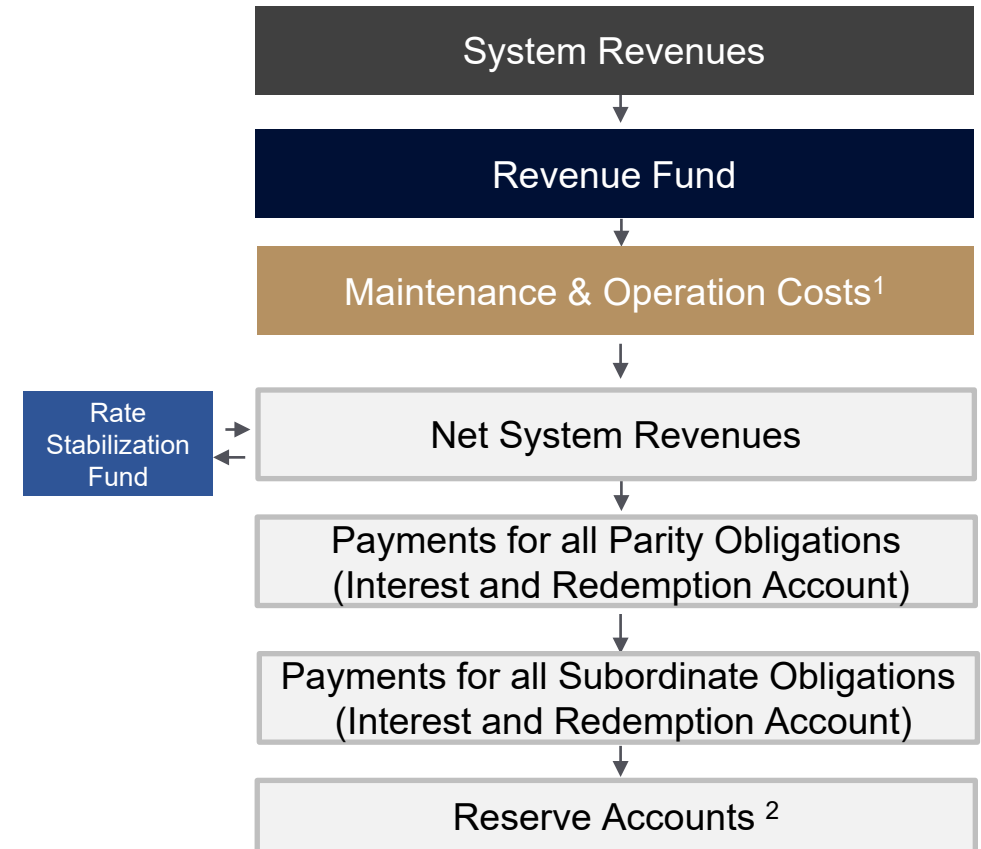 System Revenues
Revenue Fund
Maintenance & Operation Costs1
Rate
Stabilization
Fund
Net System Revenues
Payments for all Parity Obligations
(Interest and Redemption Account)
Payments for all Subordinate Obligations
(Interest and Redemption Account)
Reserve Accounts 2